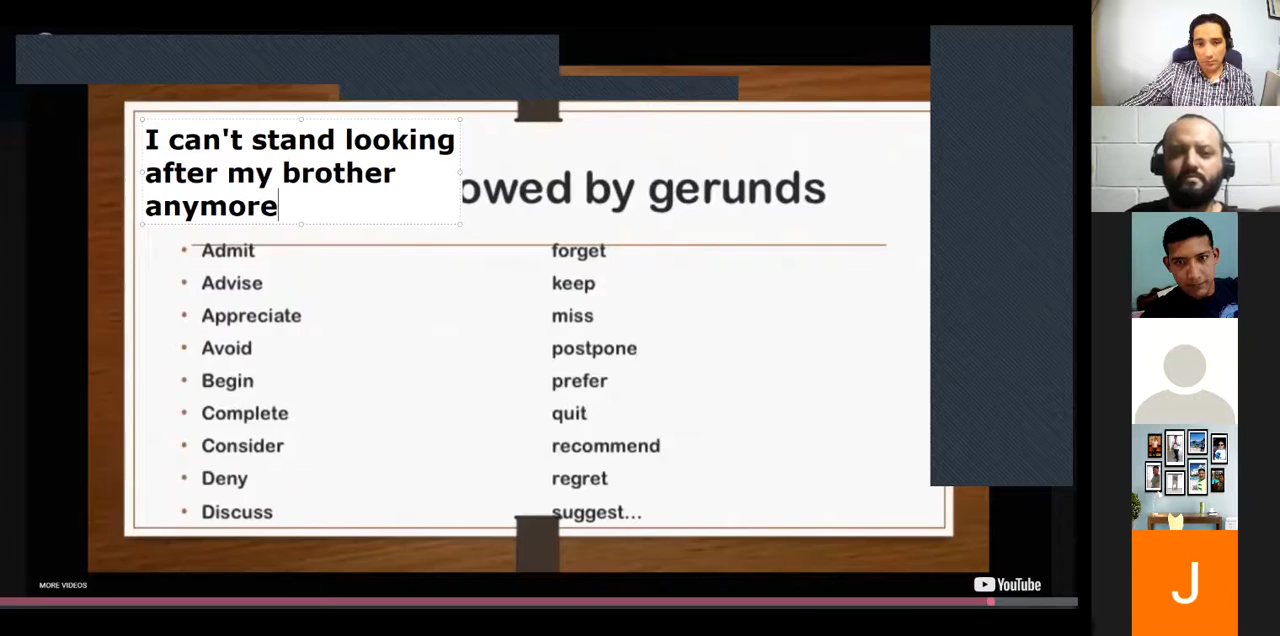 I can't stand looking
after my brother
anymore
owed by gerunds
• Admit
• Advise
• Appreciate
• Avoid
• Begin
• Complete
• Consider
• Deny
• Discuss
forget
keep
miss
postpone
prefer
quit
recommend
regret
suggest...
MORE VIDEOS
YouTube
J